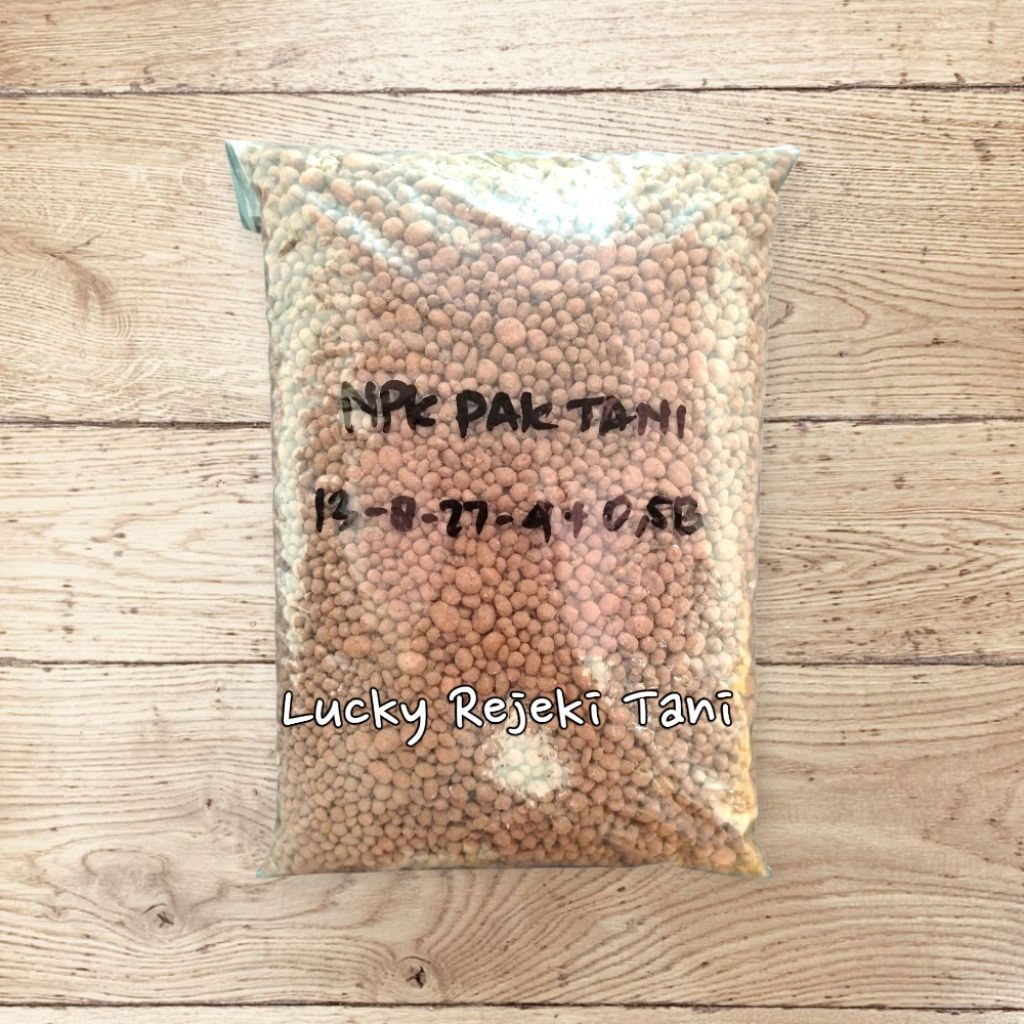 NPK PAK TANI
13-8-27-4+0,5B
Lucky Rejeki Tani